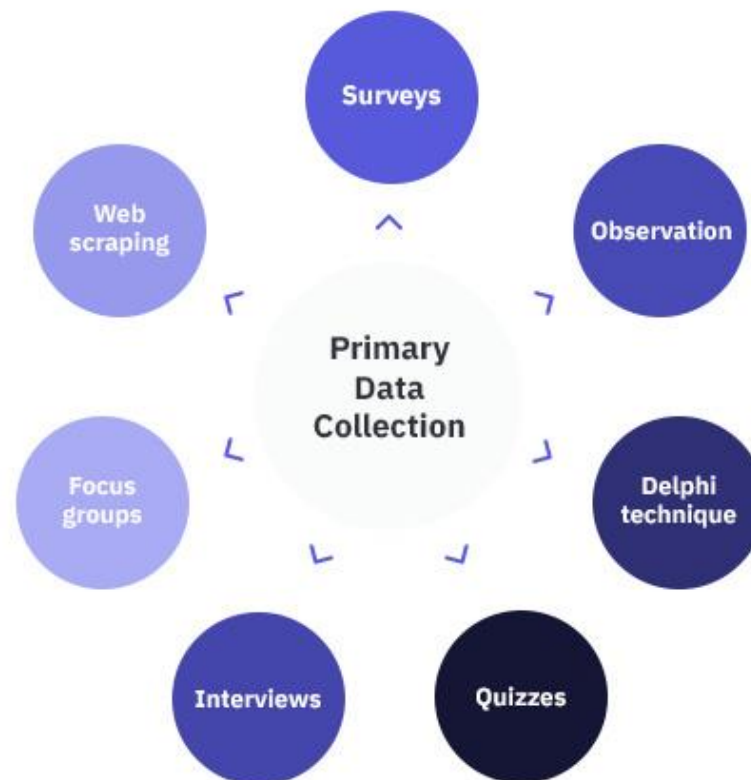 Surveys
Web
scraping
Observation
Primary
Data
Collection
Focus
groups
Delphi
technique
Interviews
Quizzes